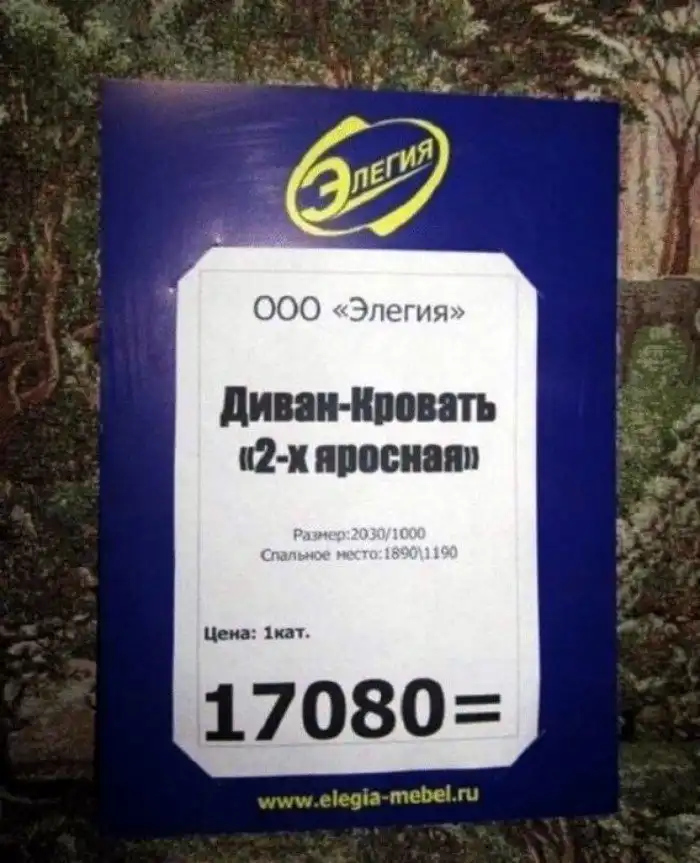 Элегия
ООО «Элегия»
Диван-Кровать
«2-х яросная»
Размер:2030/1000
Спальное место:1890\1190
Цена: 1кат.
17080=
www.elegia-mebel.ru